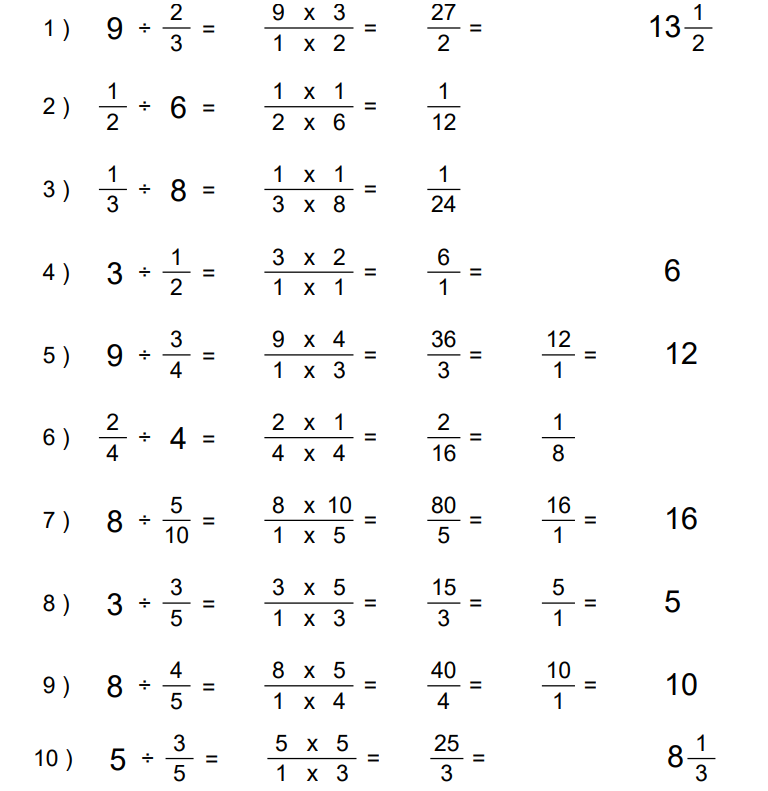 1 ) 9 ÷ 2/3 = 9 x 3 / 1 x 2 = 27/2 = 13 1/2
2 ) 1/2 ÷ 6 = 1 x 1 / 2 x 6 = 1/12
3 ) 1/3 ÷ 8 = 1 x 1 / 3 x 8 = 1/24
4 ) 3 ÷ 1/2 = 3 x 2 / 1 x 1 = 6/1 = 6
5 ) 9 ÷ 3/4 = 9 x 4 / 1 x 3 = 36/3 = 12/1 = 12
6 ) 2/4 ÷ 4 = 2 x 1 / 4 x 4 = 2/16 = 1/8
7 ) 8 ÷ 5/10 = 8 x 10 / 1 x 5 = 80/5 = 16/1 = 16
8 ) 3 ÷ 3/5 = 3 x 5 / 1 x 3 = 15/3 = 5/1 = 5
9 ) 8 ÷ 4/5 = 8 x 5 / 1 x 4 = 40/4 = 10/1 = 10
10 ) 5 ÷ 3/5 = 5 x 5 / 1 x 3 = 25/3 = 8 1/3